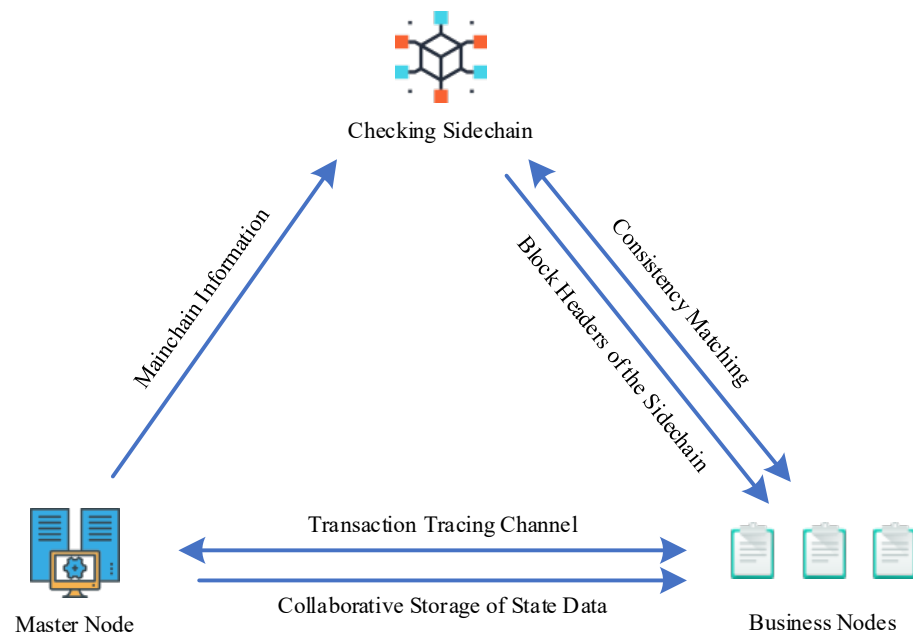 Checking Sidechain
Mainchain Information
Block Headers of the Sidechain
Consistency Matching
Transaction Tracing Channel
Collaborative Storage of State Data
Master Node
Business Nodes